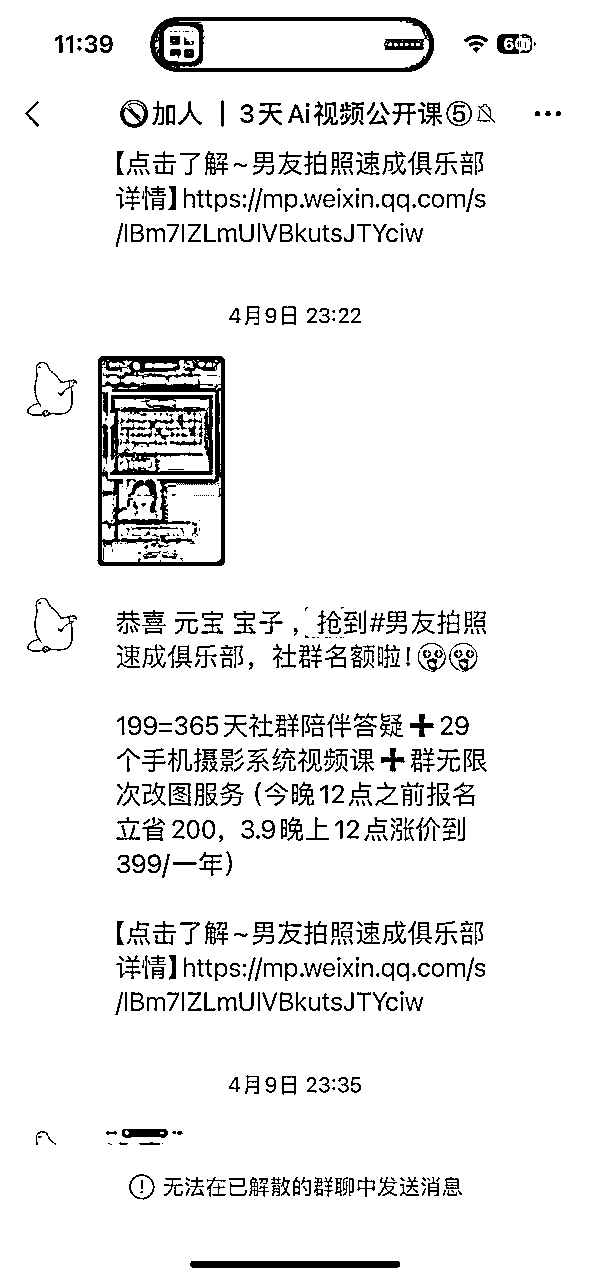 11:39
加人 | 3天Ai视频公开课⑤
【点击了解~男友拍照速成俱乐部
详情】https://mp.weixin.qq.com/s
/lBm7lZLmUlVBkutsJTYciw
4月9日 23:22
恭喜 元宝 宝子 ，抢到#男友拍照
速成俱乐部，社群名额啦!
199=365天社群陪伴答疑➕29
个手机摄影系统视频课➕群无限
次改图服务（今晚12点之前报名
立省200，3.9晚上12点涨价到
399/一年）
【点击了解~男友拍照速成俱乐部
详情】https://mp.weixin.qq.com/s
/lBm7lZLmUlVBkutsJTYciw
4月9日 23:35
无法在已解散的群聊中发送消息